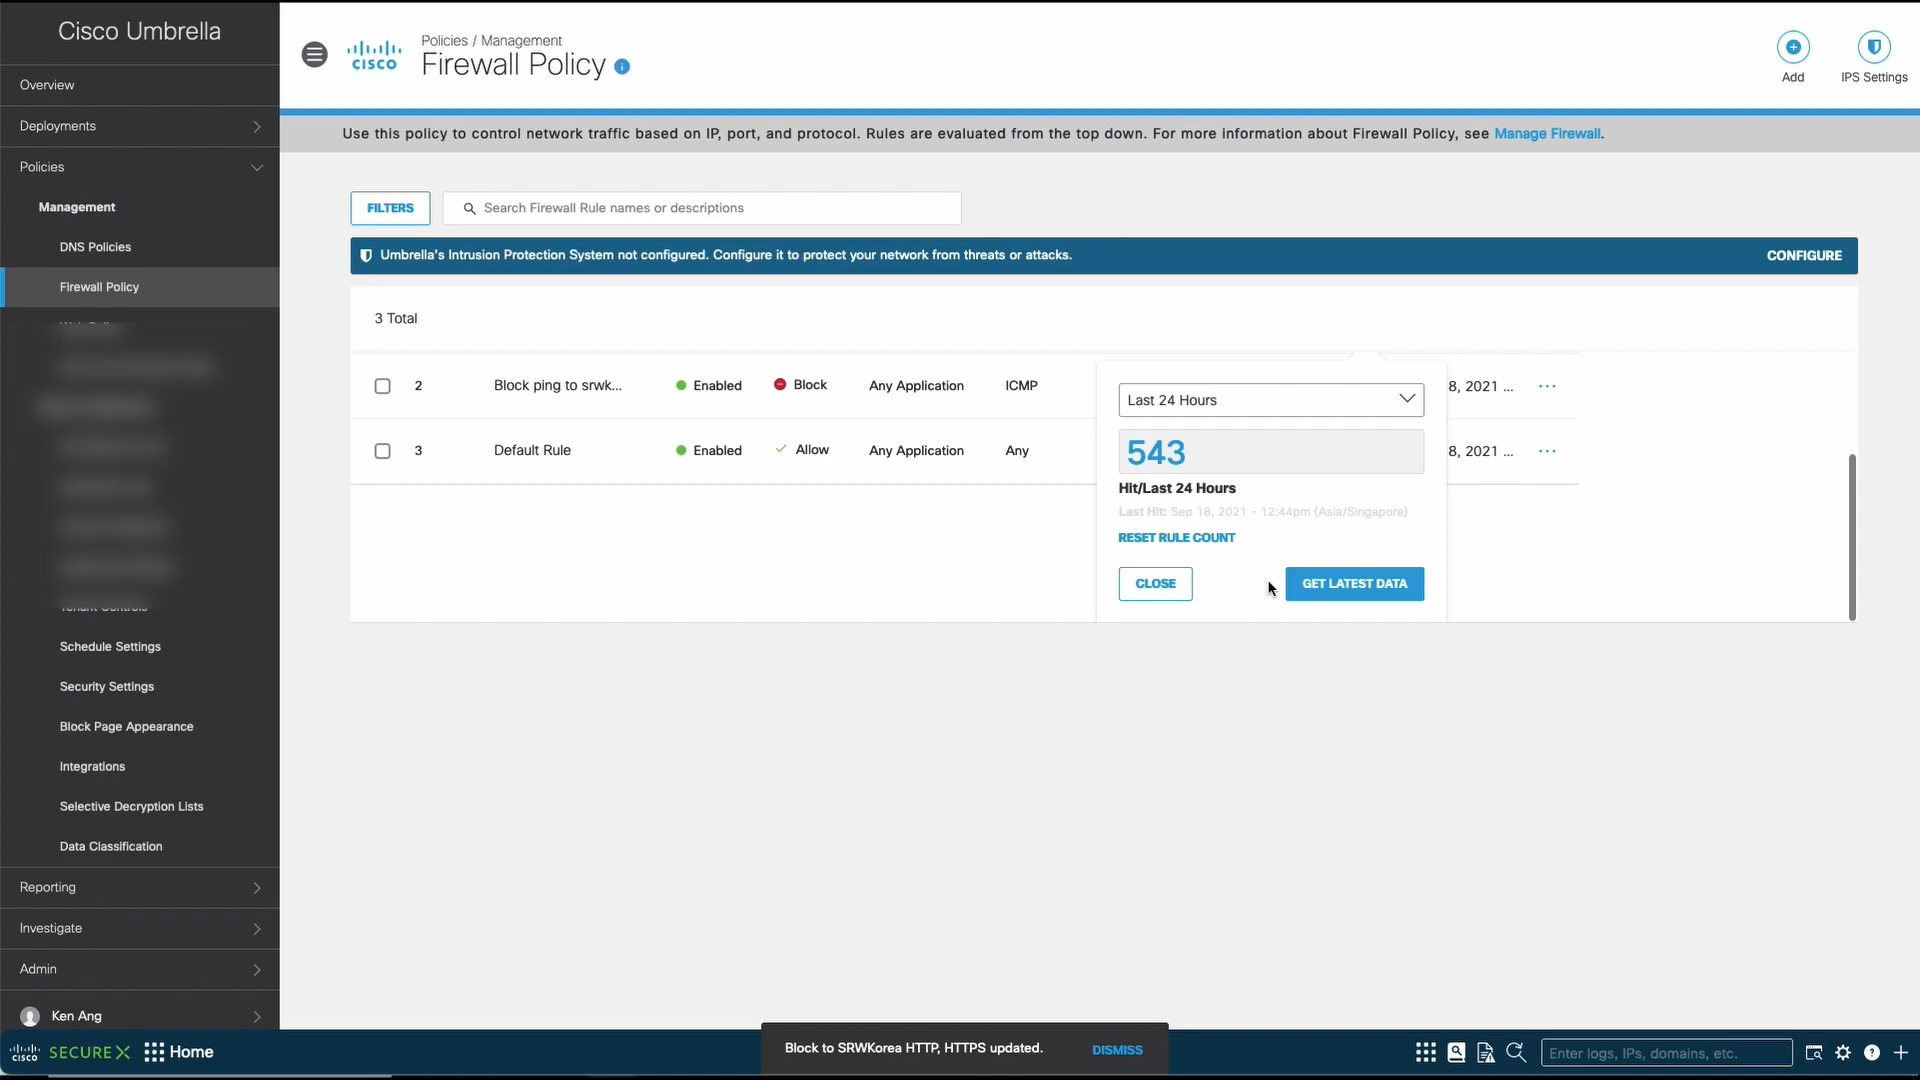 Cisco Umbrella
Overview
Deployments
Policies
Management
DNS Policies
Firewall Policy
Tenant Controls
Schedule Settings
Security Settings
Block Page Appearance
Integrations
Selective Decryption Lists
Data Classification
Reporting
Investigate
Admin
Ken Ang
CISCO
Policies / Management
Firewall Policy
Add
IPS Settings
Use this policy to control network traffic based on IP, port, and protocol. Rules are evaluated from the top down. For more information about Firewall Policy, see Manage Firewall.
FILTERS
Search Firewall Rule names or descriptions
Umbrella's Intrusion Protection System not configured. Configure it to protect your network from threats or attacks.
CONFIGURE
3 Total
2 Block ping to srwk... Enabled Block Any Application ICMP 8, 2021 ...
3 Default Rule Enabled Allow Any Application Any 8, 2021 ...
Last 24 Hours
543
Hit/Last 24 Hours
Last Hit: Sep 18, 2021 - 12:44pm (Asia/Singapore)
RESET RULE COUNT
CLOSE
GET LATEST DATA
CISCO SECUREX Home
Block to SRWKorea HTTP, HTTPS updated.
DISMISS
Enter logs, IPs, domains, etc.